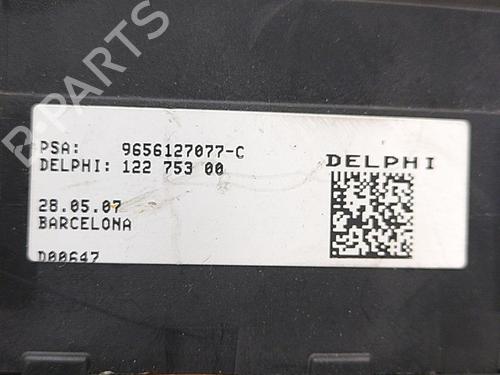 B PARTS
PSA: 9656127077-C
DELPHI: 122 753 00
DELPHI
28.05.07
BARCELONA
D00647